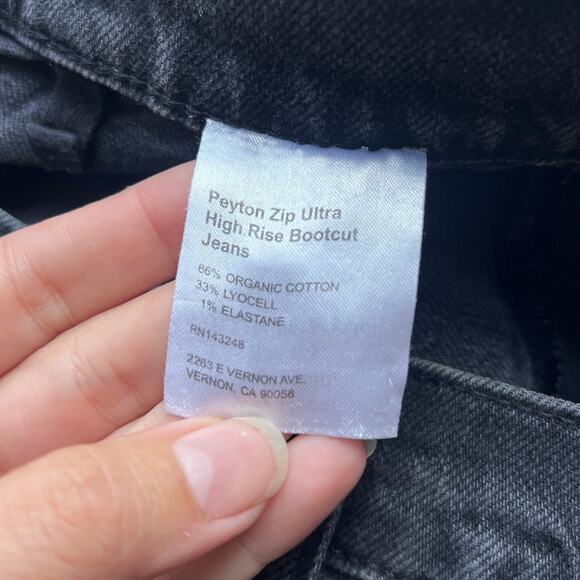 Peyton Zip Ultra
High Rise Bootcut
Jeans
66% ORGANIC COTTON
33% LYOCELL
1% ELASTANE
RN143248
2263 E VERNON AVE.
VERNON, CA 90058